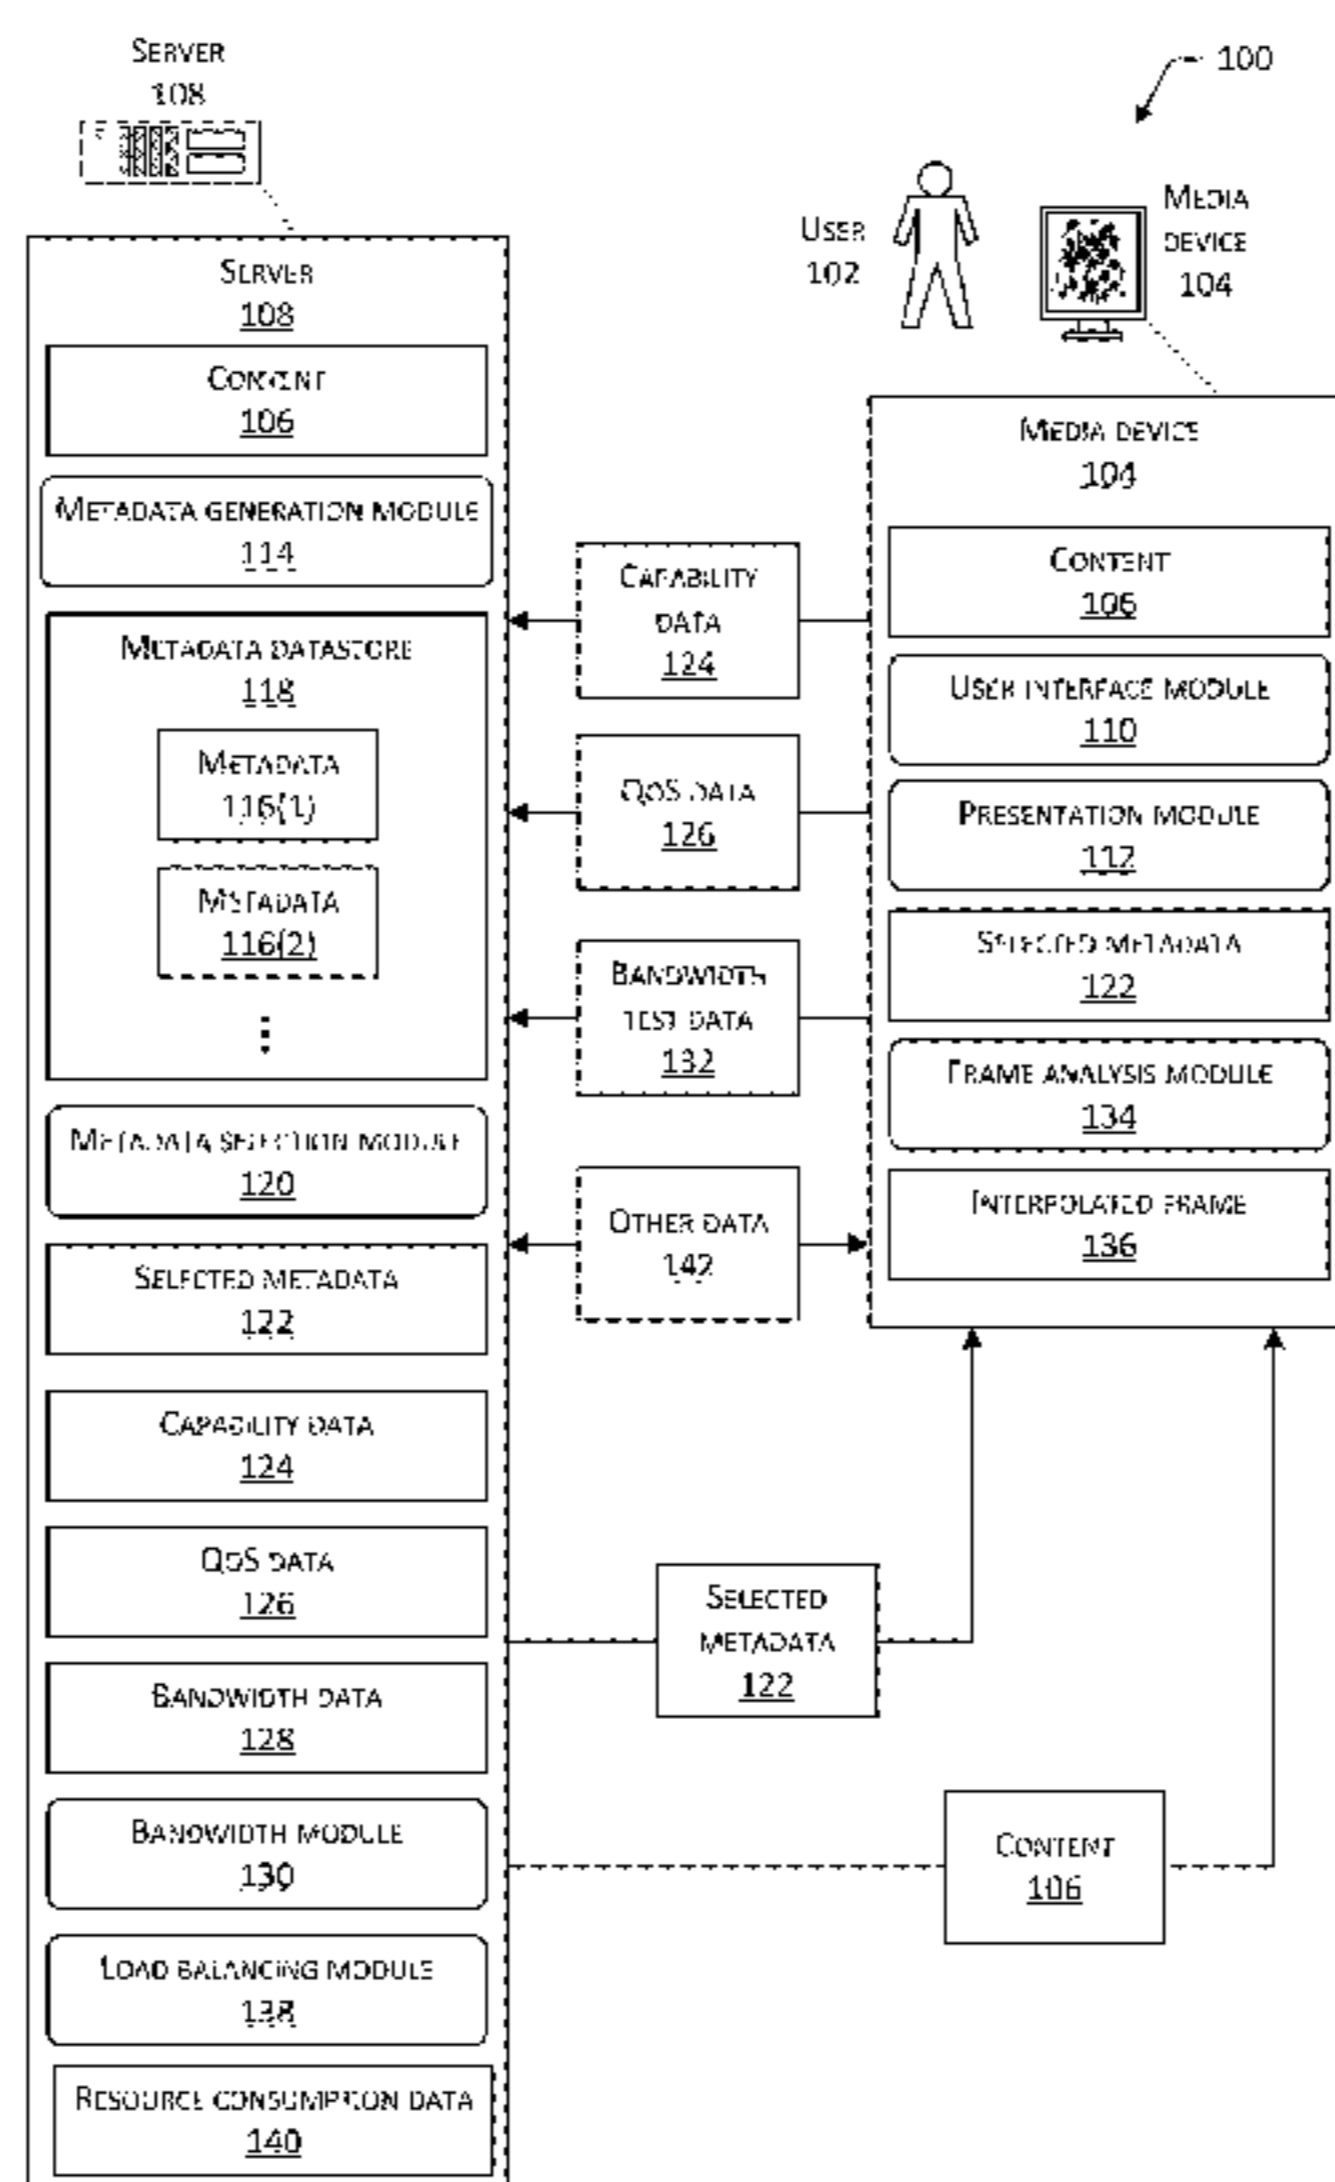 SERVER
108
100
USER
102
MEDIA
DEVICE
104
SERVER
108
CONTENT
106
METADATA GENERATION MODULE
114
METADATA DATASTORE
118
METADATA
116(1)
METADATA
116(2)
METADATA SELECTION MODULE
120
SELECTED METADATA
122
CAPABILITY DATA
124
QOS DATA
126
BANDWIDTH DATA
128
BANDWIDTH MODULE
130
LOAD BALANCING MODULE
138
RESOURCE CONSUMPTION DATA
140
CAPABILITY
DATA
124
QOS DATA
126
BANDWIDTH
TEST DATA
132
OTHER DATA
142
SELECTED
METADATA
122
CONTENT
106
MEDIA DEVICE
104
CONTENT
106
USER INTERFACE MODULE
110
PRESENTATION MODULE
112
SELECTED METADATA
122
FRAME ANALYSIS MODULE
134
INTERPOLATED FRAME
136